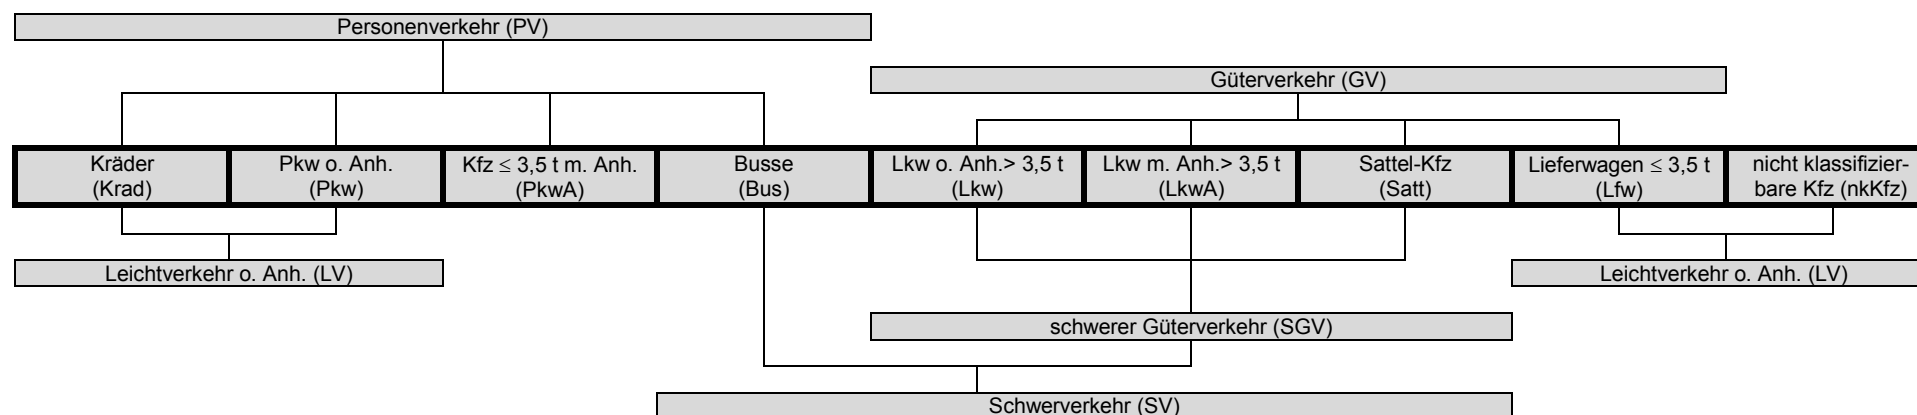 Personenverkehr (PV)
Güterverkehr (GV)
Kräder
(Krad)
Pkw o. Anh.
(Pkw)
Kfz ≤ 3,5 t m. Anh.
(PkwA)
Busse
(Bus)
Lkw o. Anh.> 3,5 t
(Lkw)
Lkw m. Anh.> 3,5 t
(LkwA)
Sattel-Kfz
(Satt)
Lieferwagen ≤ 3,5 t
(Lfw)
nicht klassifizier-
bare Kfz (nkKfz)
Leichtverkehr o. Anh. (LV)
Leichtverkehr o. Anh. (LV)
schwerer Güterverkehr (SGV)
Schwerverkehr (SV)